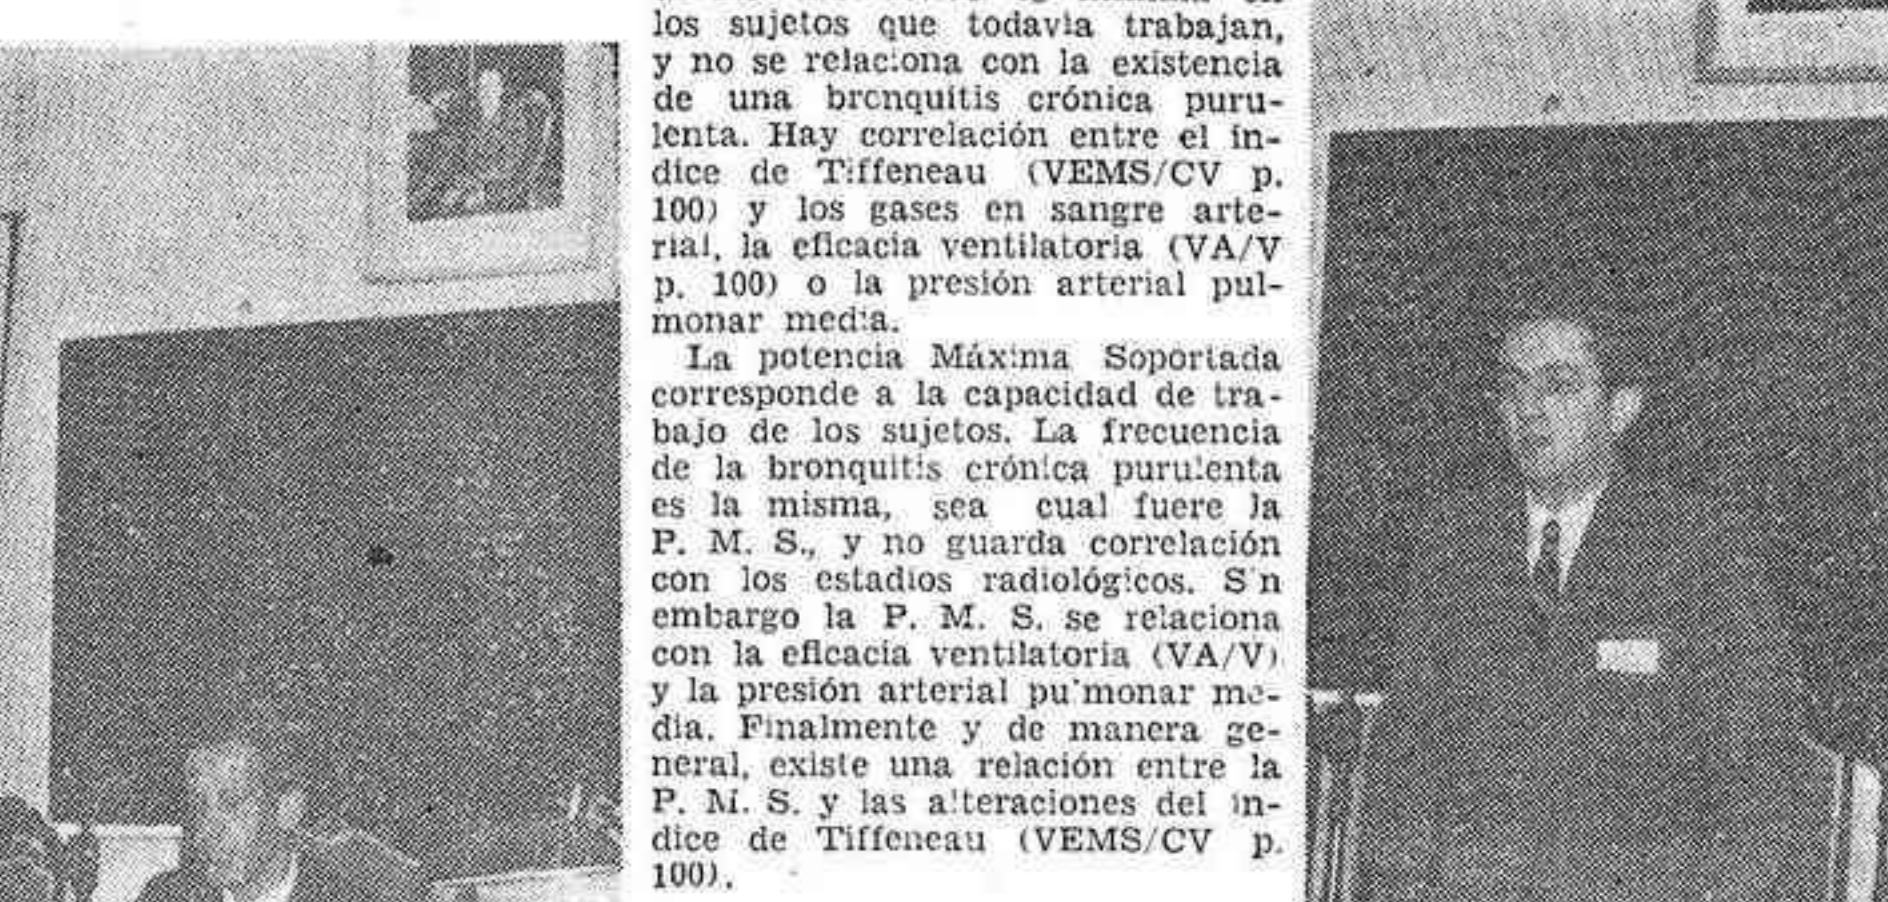 los sujetos que todavía trabajan,
y no se relaciona con la existencia
de una bronquitis crónica puru-
lenta. Hay correlación entre el ín-
dice de Tiffeneau (VEMS/CV p.
100) y los gases en sangre arte-
rial, la eficacia ventilatoria (VA/V
p. 100) o la presión arterial pul-
monar media.
La potencia Máxima Soportada
corresponde a la capacidad de tra-
bajo de los sujetos. La frecuencia
de la bronquitis crónica purulenta
es la misma, sea cual fuere la
P. M. S., y no guarda correlación
con los estadios radiológicos. Sin
embargo la P. M. S. se relaciona
con la eficacia ventilatoria (VA/V)
y la presión arterial pulmonar me-
dia. Finalmente y de manera ge-
neral, existe una relación entre la
P. M. S. y las alteraciones del ín-
dice de Tiffeneau (VEMS/CV p.
100).